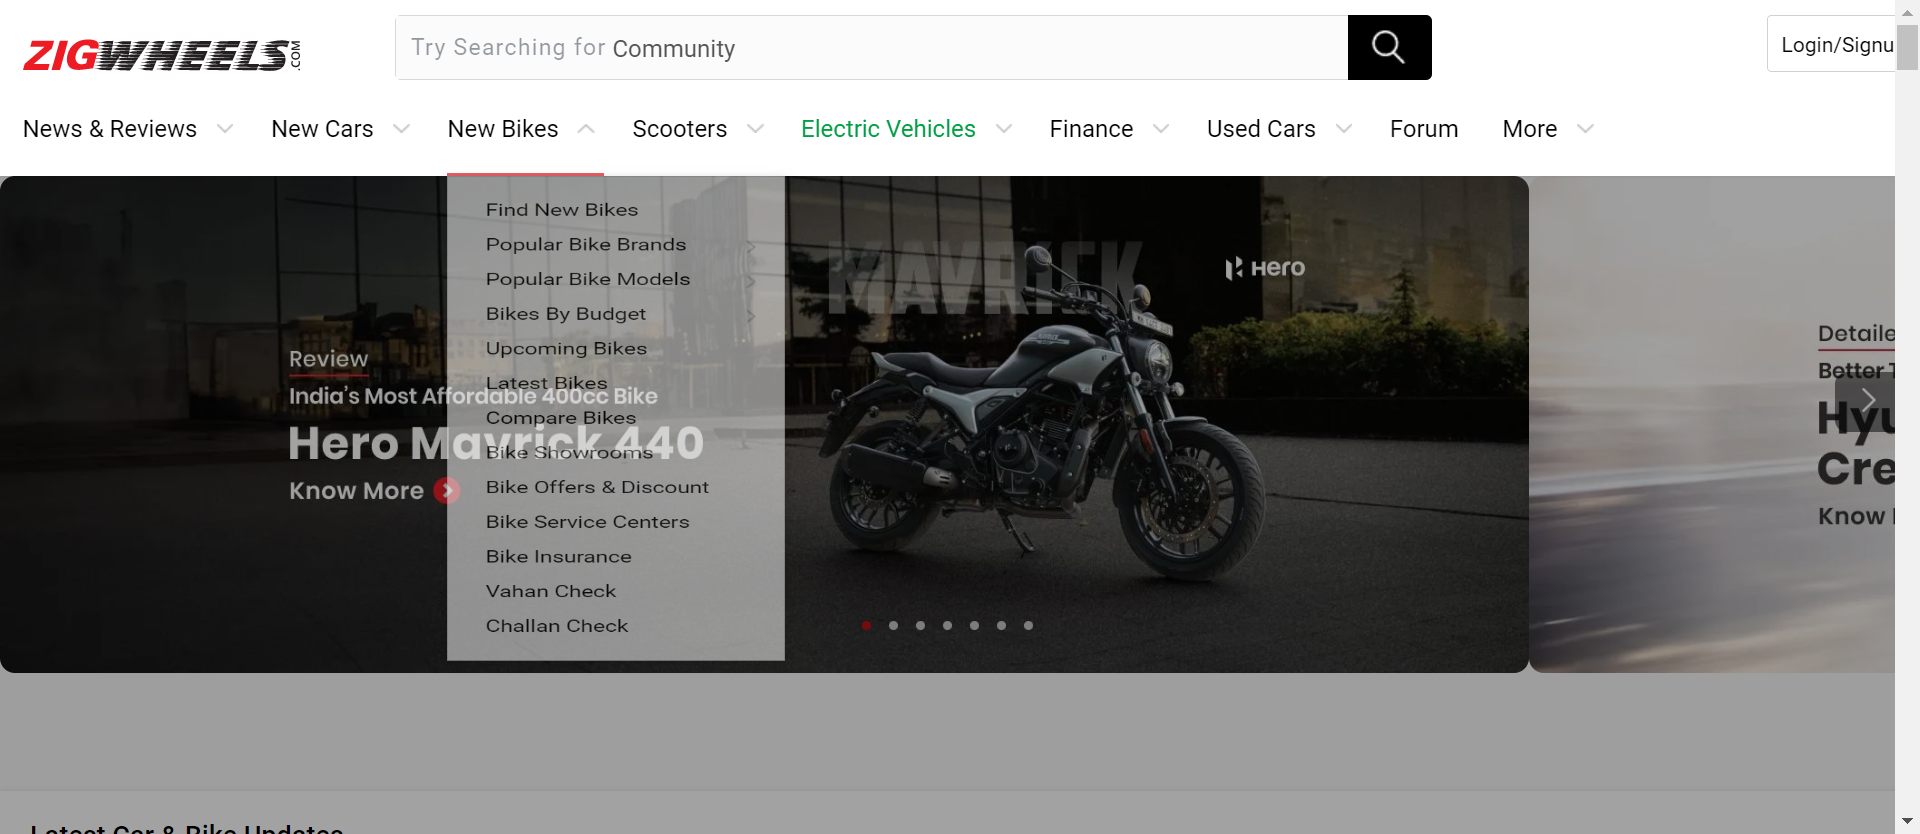 ZIGWHEELS.COM
Try Searching for Community
Login/Signu
News & Reviews New Cars New Bikes Scooters Electric Vehicles Finance Used Cars Forum More
Find New Bikes
Popular Bike Brands
Popular Bike Models
Bikes By Budget
Upcoming Bikes
Latest Bikes
Compare Bikes
Bike Showrooms
Bike Offers & Discount
Bike Service Centers
Bike Insurance
Vahan Check
Challan Check
Review
India's Most Affordable 400cc Bike
Hero Mavrick 440
Know More
MAVRICK
Hero
Detaile
Better T
Hyu
Cre
Know
Latest Car & Bike Updates